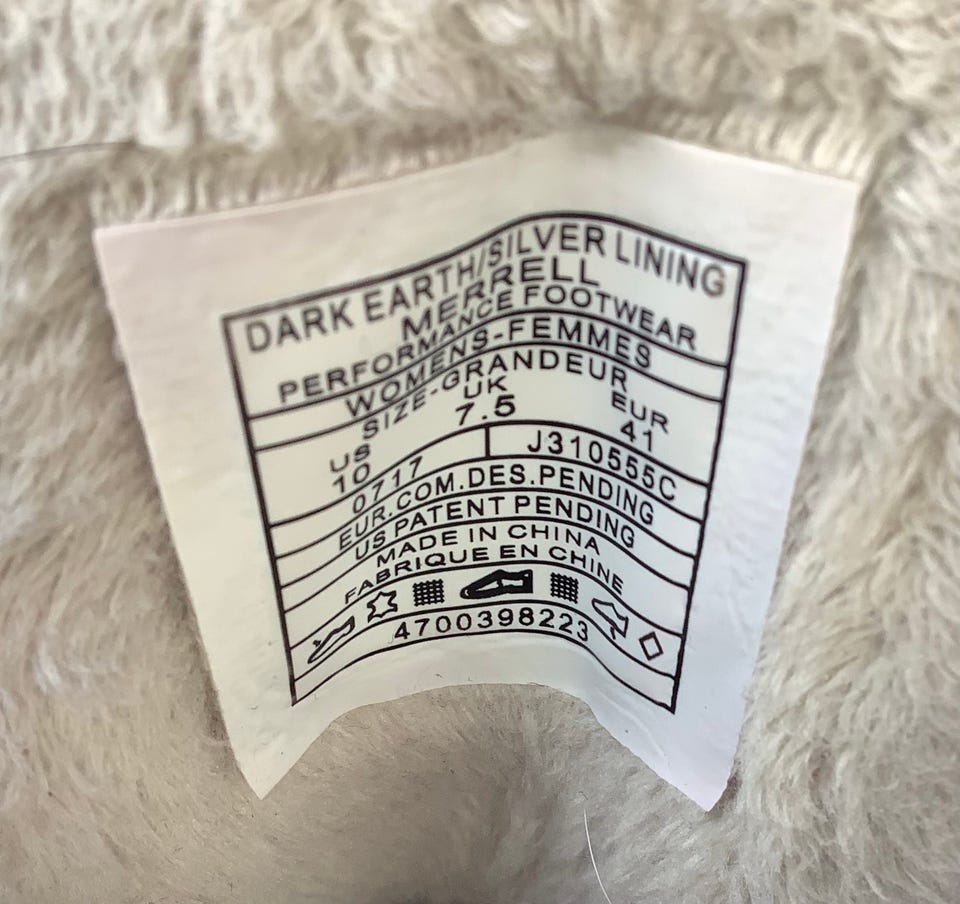 DARK EARTH/SILVER LINING
MERRELL
PERFORMANCE FOOTWEAR
WOMENS-FEMMES
SIZE-GRANDEUR
US UK EUR
10 7.5 41
0717 J310555C
EUR.COM.DES.PENDING
US PATENT PENDING
MADE IN CHINA
FABRIQUE EN CHINE
4700398223